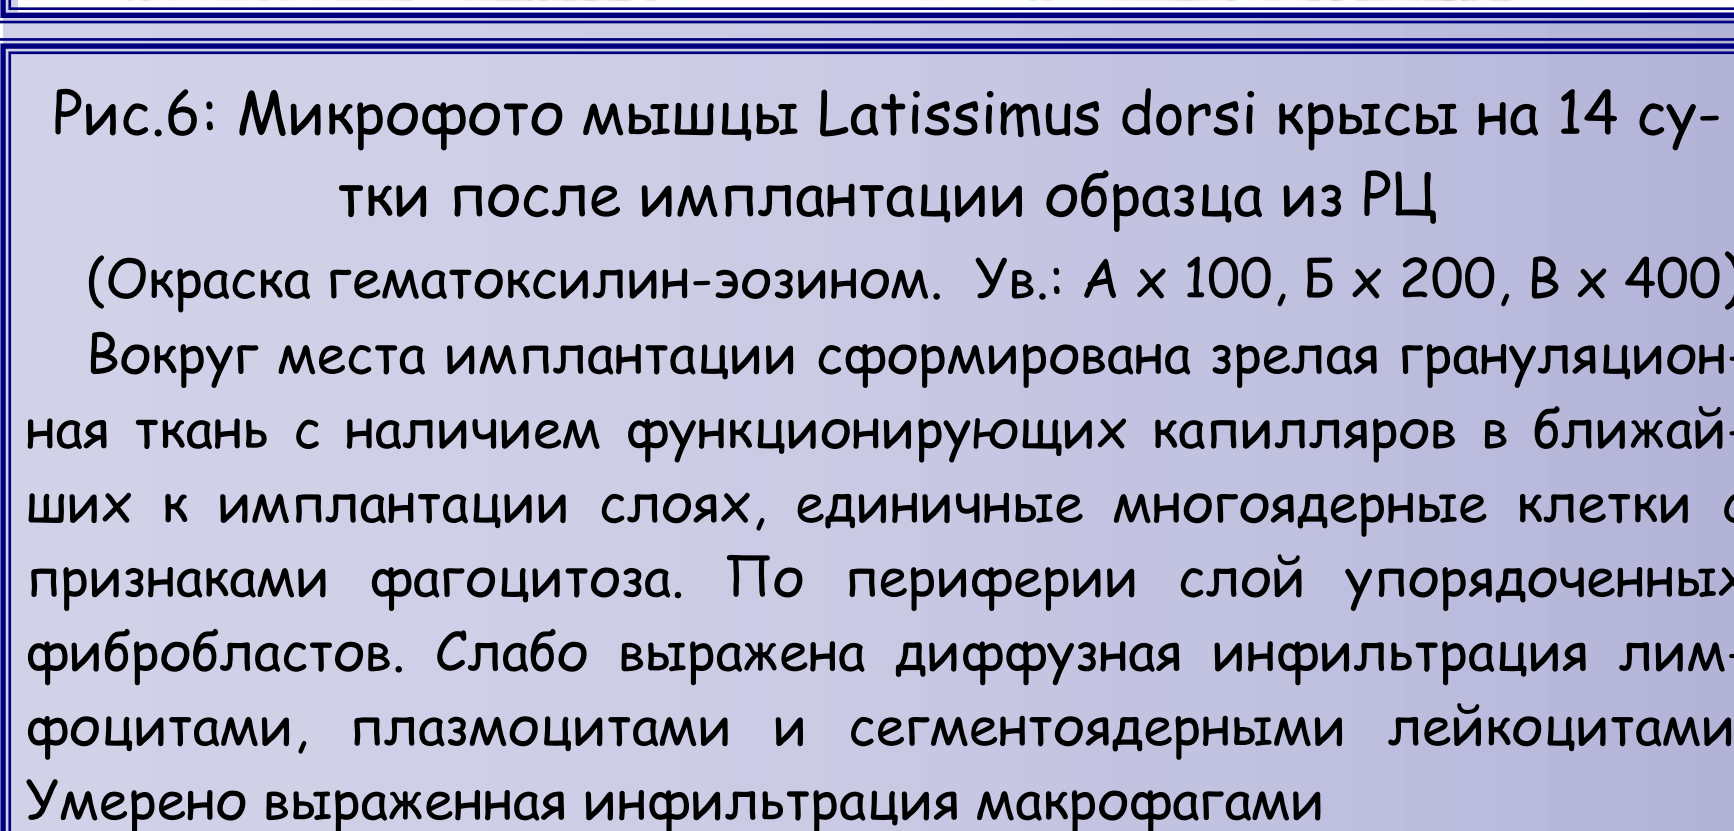 Рис.6: Микрофото мышцы Latissimus dorsi крысы на 14 су-
тки после имплантации образца из РЦ
(Окраска гематоксилин-эозином. Ув.: А х 100, Б х 200, В х 400)
Вокруг места имплантации сформирована зрелая грануляцион-
ная ткань с наличием функционирующих капилляров в ближай-
ших к имплантации слоях, единичные многоядерные клетки с
признаками фагоцитоза. По периферии слой упорядоченных
фибробластов. Слабо выражена диффузная инфильтрация лим-
фоцитами, плазмоцитами и сегментоядерными лейкоцитами
Умерено выраженная инфильтрация макрофагами